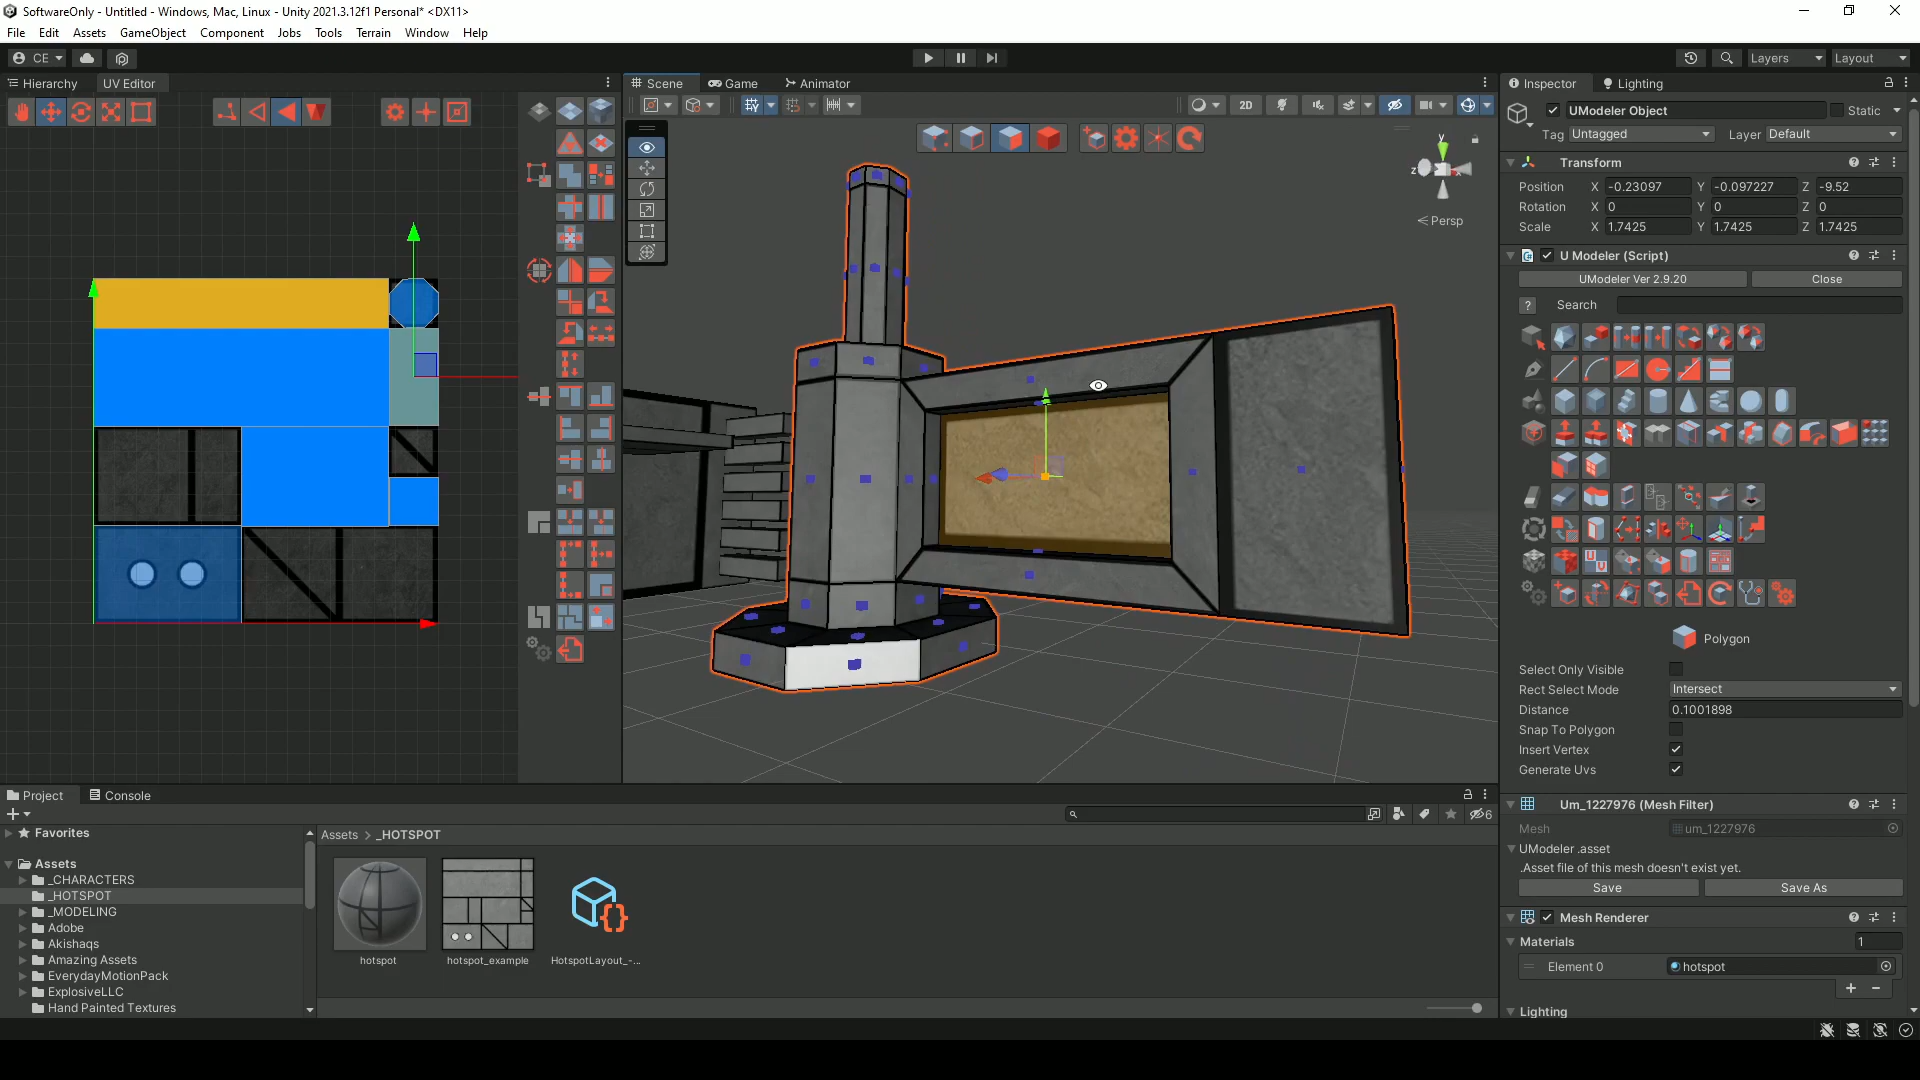 SoftwareOnly - Untitled - Windows, Mac, Linux - Unity 2021.3.12f1 Personal* <DX11>
File Edit Assets GameObject Component Jobs Tools Terrain Window Help
CE
Layers
Layout
Hierarchy
UV Editor
Scene
Game
Animator
2D
y
z
x
Persp
Inspector
Lighting
UModeler Object
Static
Tag Untagged
Layer Default
Transform
Position X -0.23097 Y -0.097227 Z -9.52
Rotation X 0 Y 0 Z 0
Scale X 1.7425 Y 1.7425 Z 1.7425
U Modeler (Script)
UModeler Ver 2.9.20
Close
? Search
Polygon
Select Only Visible
Rect Select Mode Intersect
Distance 0.1001898
Snap To Polygon
Insert Vertex
Generate Uvs
Um_1227976 (Mesh Filter)
Mesh um_1227976
UModeler .asset
.Asset file of this mesh doesn't exist yet.
Save
Save As
Mesh Renderer
Materials 1
Element 0 hotspot
Lighting
Project
Console
6
Favorites
Assets
_CHARACTERS
_HOTSPOT
_MODELING
Adobe
Akishaqs
Amazing Assets
EverydayMotionPack
ExplosiveLLC
Hand Painted Textures
Assets > _HOTSPOT
hotspot
hotspot_example
HotspotLayout_-...